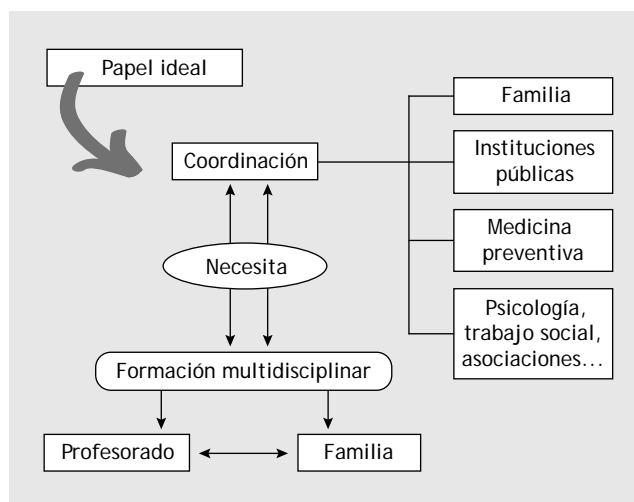 Papel ideal
Familia
Coordinación
Instituciones
públicas
Medicina
preventiva
Necesita
Psicología,
trabajo social,
asociaciones...
Formación multidisciplinar
Profesorado
Familia